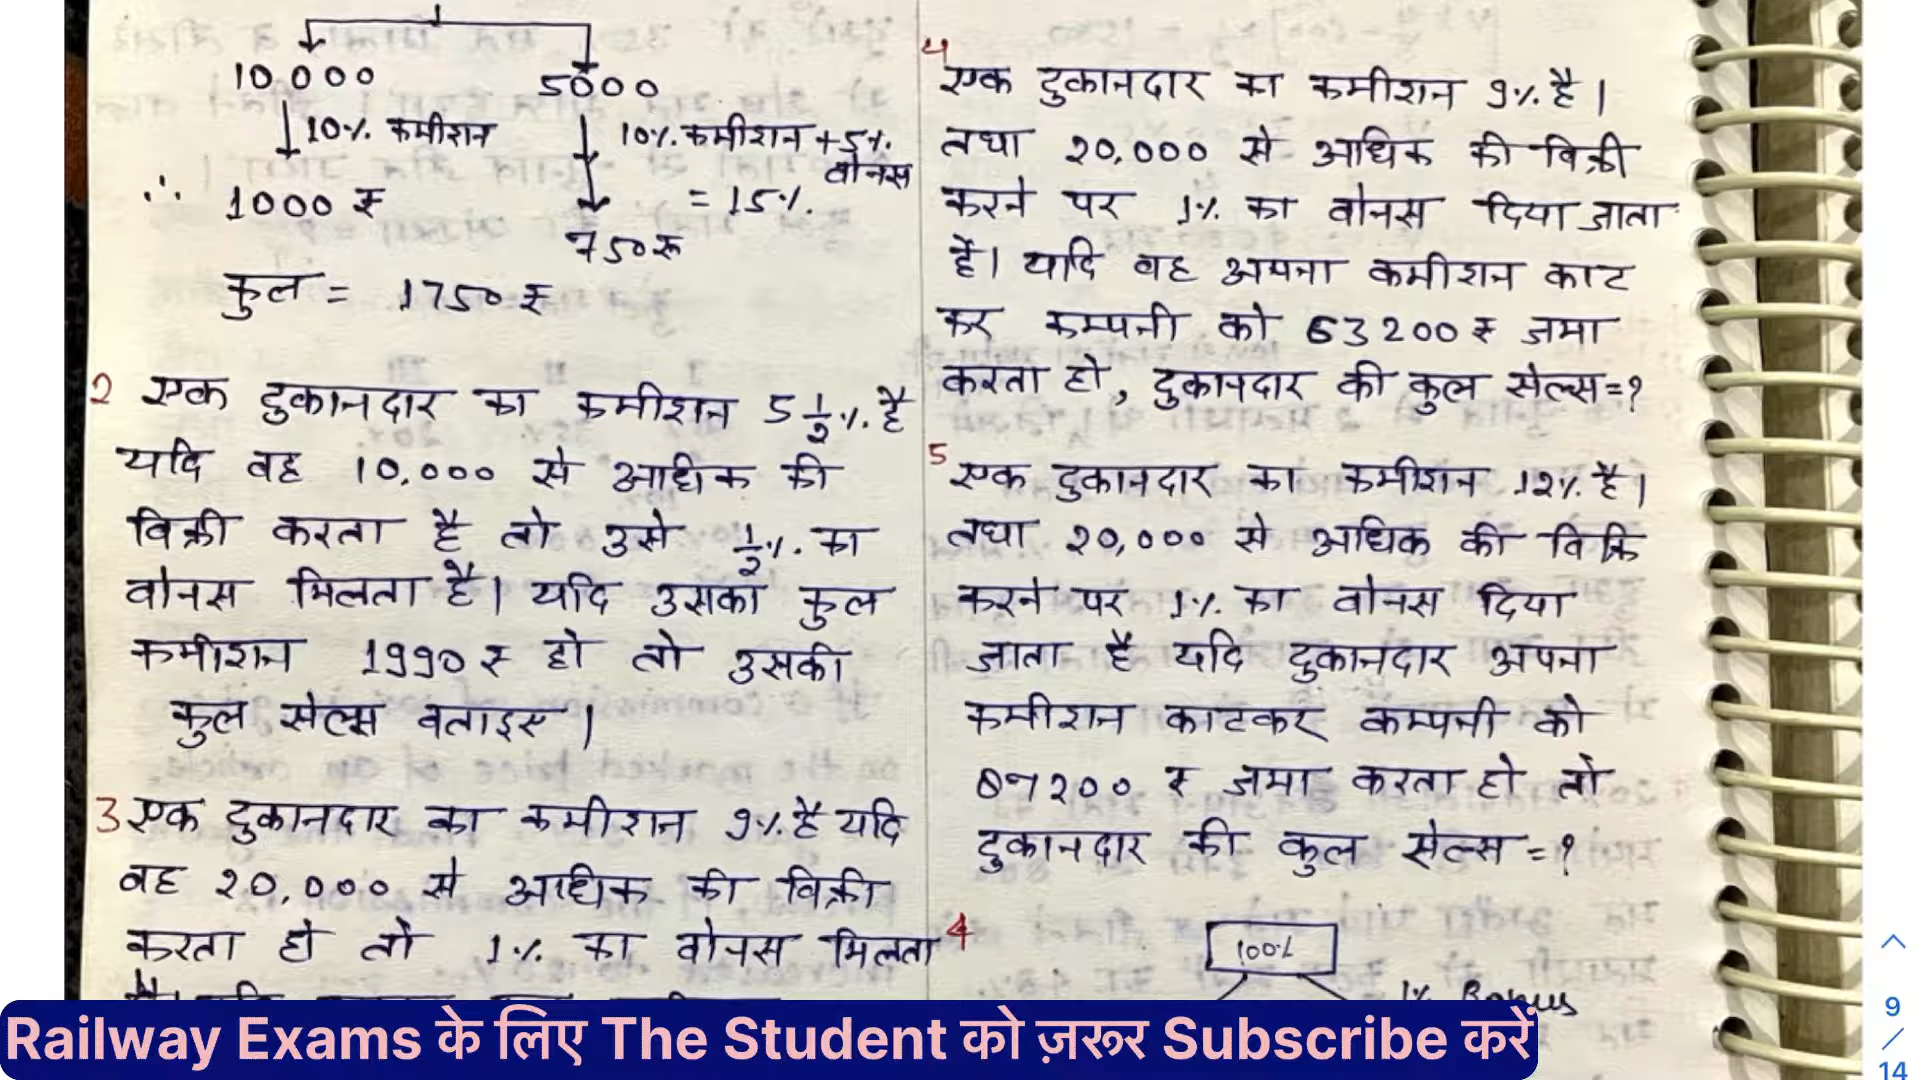 10,000 5000
10%. कमीशन 10%. कमीशन + 5%. बोनस
∴ 1000 ₹ = 15%.
750रू
कुल = 1750 ₹
2 एक दुकानदार का कमीशन 5 1/2 %. है
यदि वह 10,000 से अधिक की
विक्री करता है तो उसे 1/2 %. का
वोनस मिलता है। यदि उसका कुल
कमीशन 1990 ₹ हो तो उसकी
कुल सेल्स बताइए।
3 एक दुकानदार का कमीशन 9%. है यदि
वह 20,000 से अधिक की विक्री
करता हो तो 1%. का वोनस मिलता
4
एक दुकानदार का कमीशन 9%. है।
तथा 20,000 से अधिक की विक्री
करने पर 1%. का वोनस दिया जाता
है। यदि वह अपना कमीशन काट
कर कम्पनी को 63200 ₹ जमा
करता हो, दुकानदार की कुल सेल्स = ?
5 एक दुकानदार का कमीशन 12%. है।
तथा 20,000 से अधिक की विक्रि
करने पर 1%. का वोनस दिया
जाता है यदि दुकानदार अपना
कमीशन काटकर कम्पनी को
87200 ₹ जमा करता हो तो
दुकानदार की कुल सेल्स = ?
4 100%
1% Bonus
Railway Exams के लिए The Student को ज़रूर Subscribe करें
9
/
14